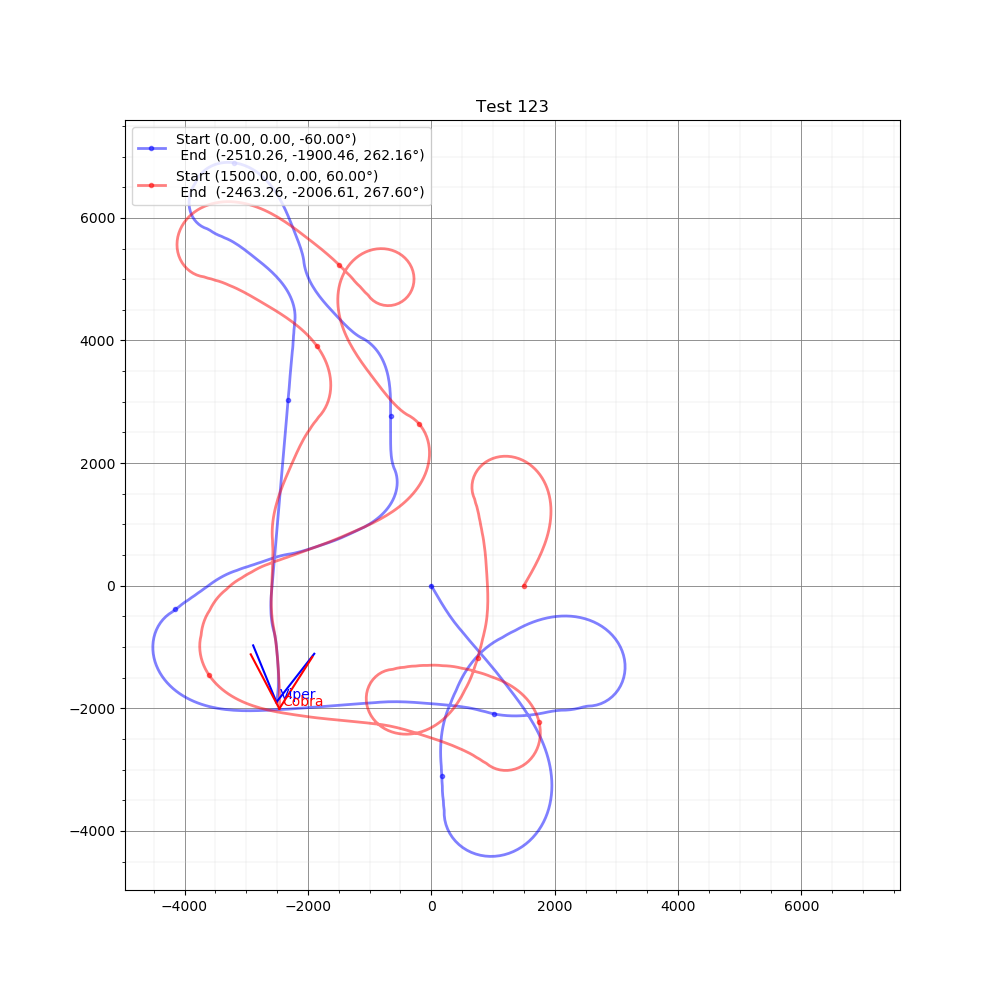 Test 123
Start (0.00, 0.00, -60.00°)
End (-2510.26, -1900.46, 262.16°)
Start (1500.00, 0.00, 60.00°)
End (-2463.26, -2006.61, 267.60°)
6000
4000
2000
0
−2000
−4000
Viper
Cobra
−4000 −2000 0 2000 4000 6000